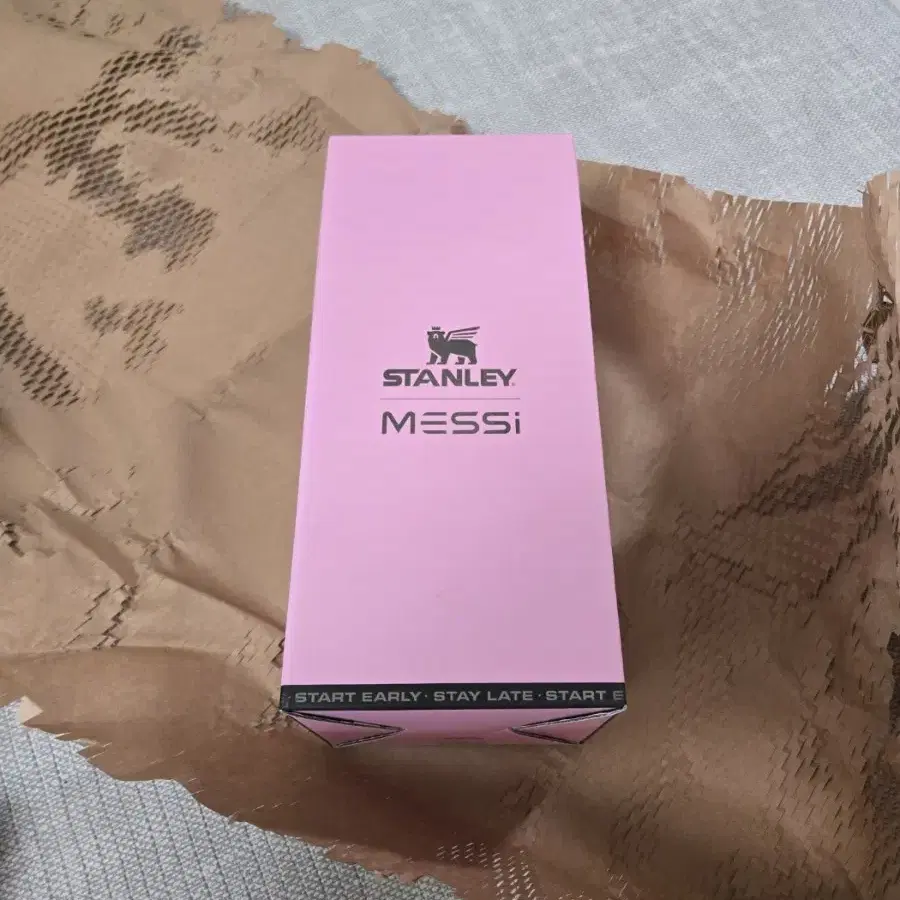 STANLEY
MESSi
· START EARLY · STAY LATE · START E